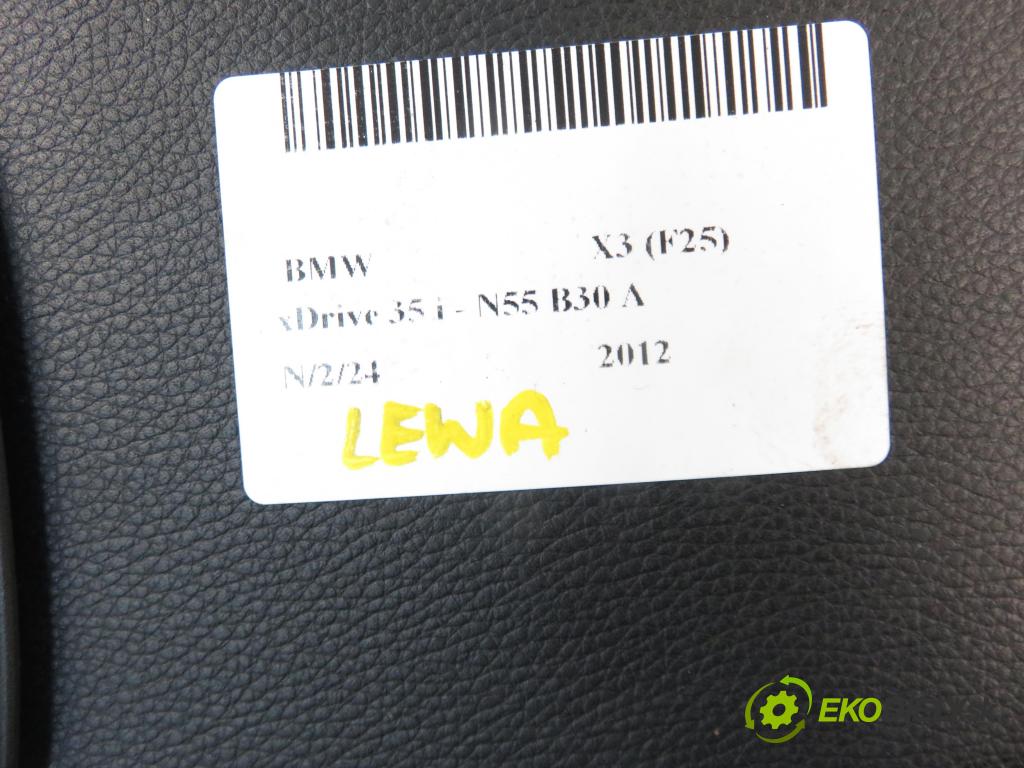 BMW X3 (F25)
xDrive 35 i - N55 B30 A
N/2/24 2012
LEWA
EKO